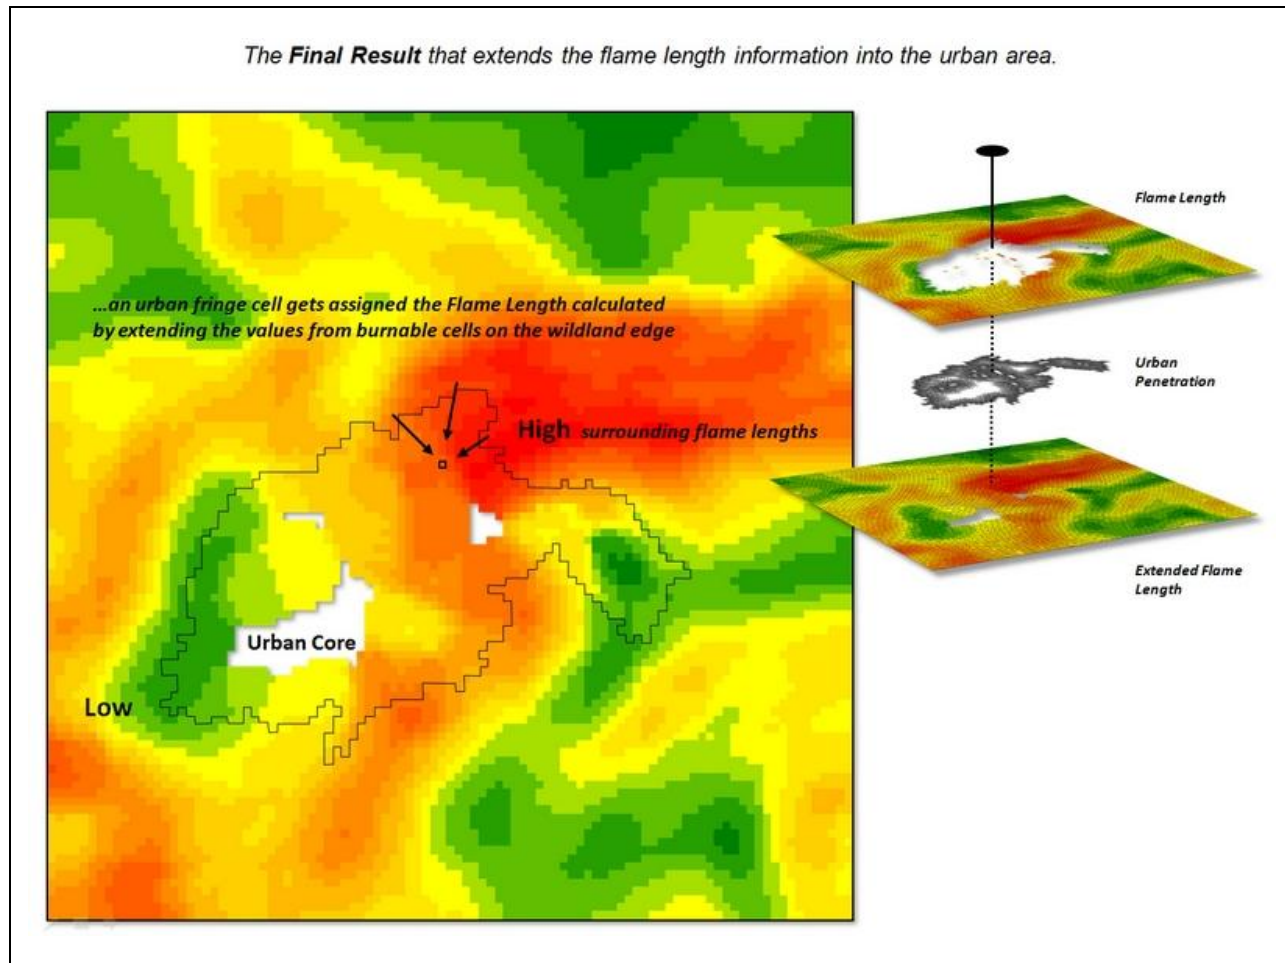 The Final Result that extends the flame length information into the urban area.
...an urban fringe cell gets assigned the Flame Length calculated
by extending the values from burnable cells on the wildland edge
High surrounding flame lengths
Urban Core
Low
Flame Length
Urban
Penetration
Extended Flame
Length